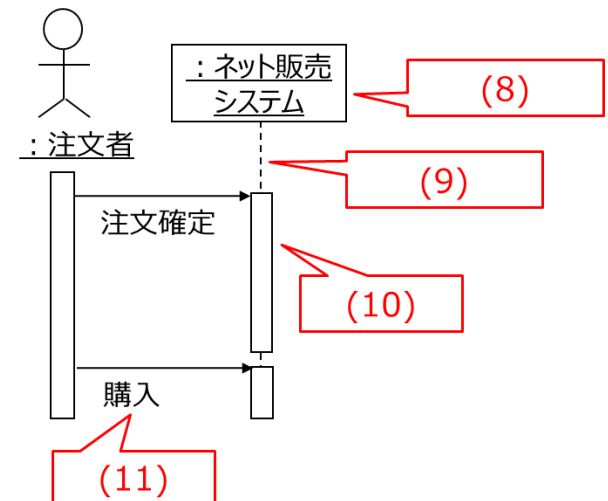 ：ネット販売
システム
(8)
：注文者
(9)
注文確定
(10)
購入
(11)